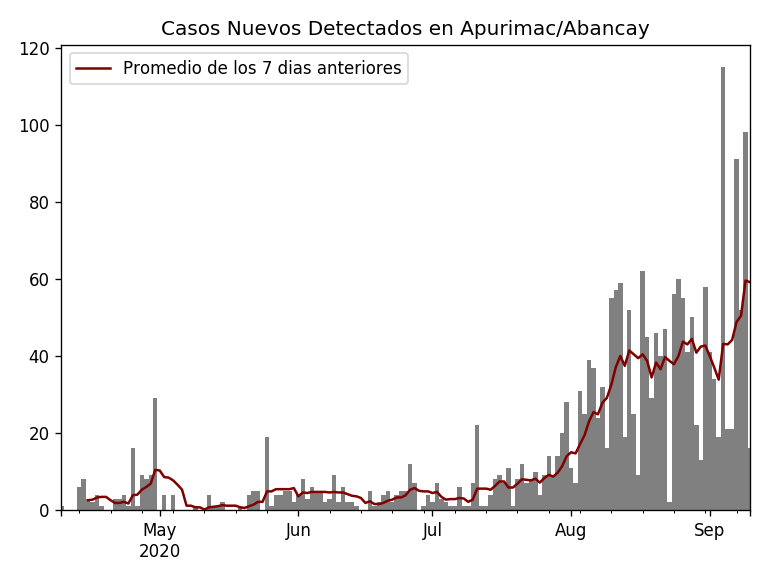 Casos Nuevos Detectados en Apurimac/Abancay
Promedio de los 7 dias anteriores
120
100
80
60
40
20
0
May
2020
Jun
Jul
Aug
Sep